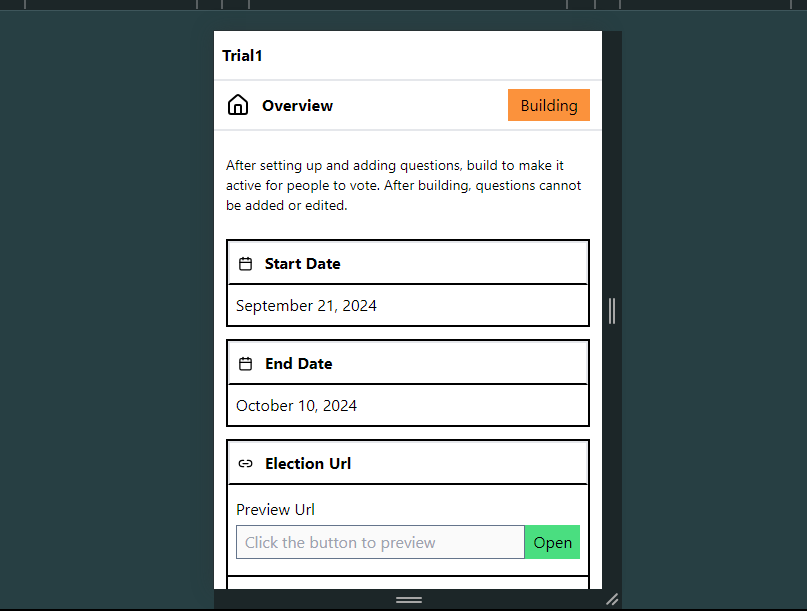 Trial1
Overview
Building
After setting up and adding questions, build to make it
active for people to vote. After building, questions cannot
be added or edited.
Start Date
September 21, 2024
End Date
October 10, 2024
Election Url
Preview Url
Click the button to preview
Open